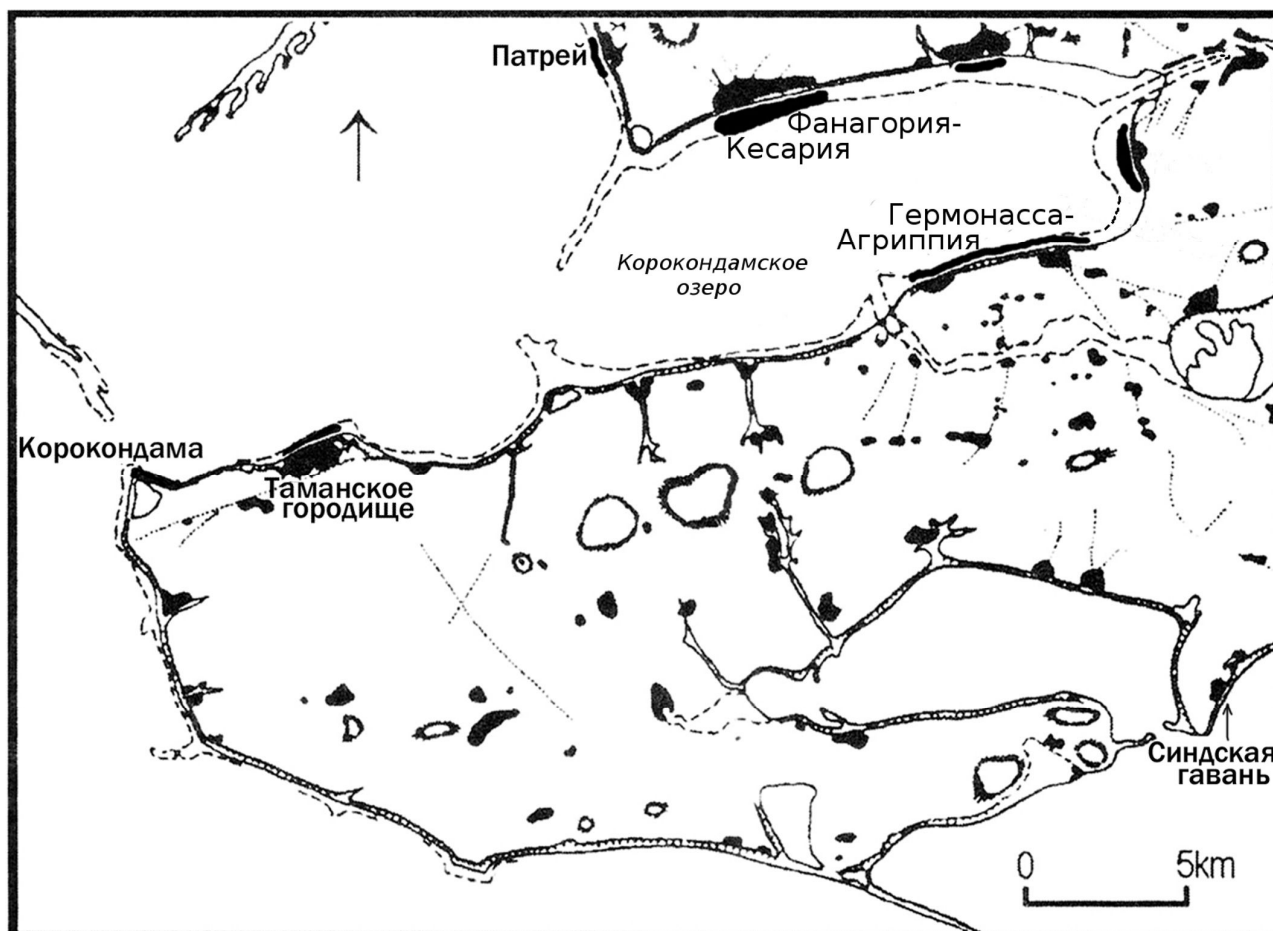 Патрей
Фанагория-
Кесария
Гермонасса-
Агриппия
Корокондамское
озеро
Корокондама
Таманское
городище
Синдская
гавань
0 5km